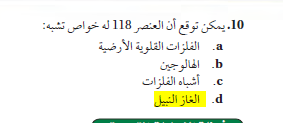 10. يمكن توقع أن العنصر 118 له خواص تشبه:
a. الفلزات القلوية الأرضية
b. الهالوجين
c. أشباه الفلزات
d. الغاز النبيل